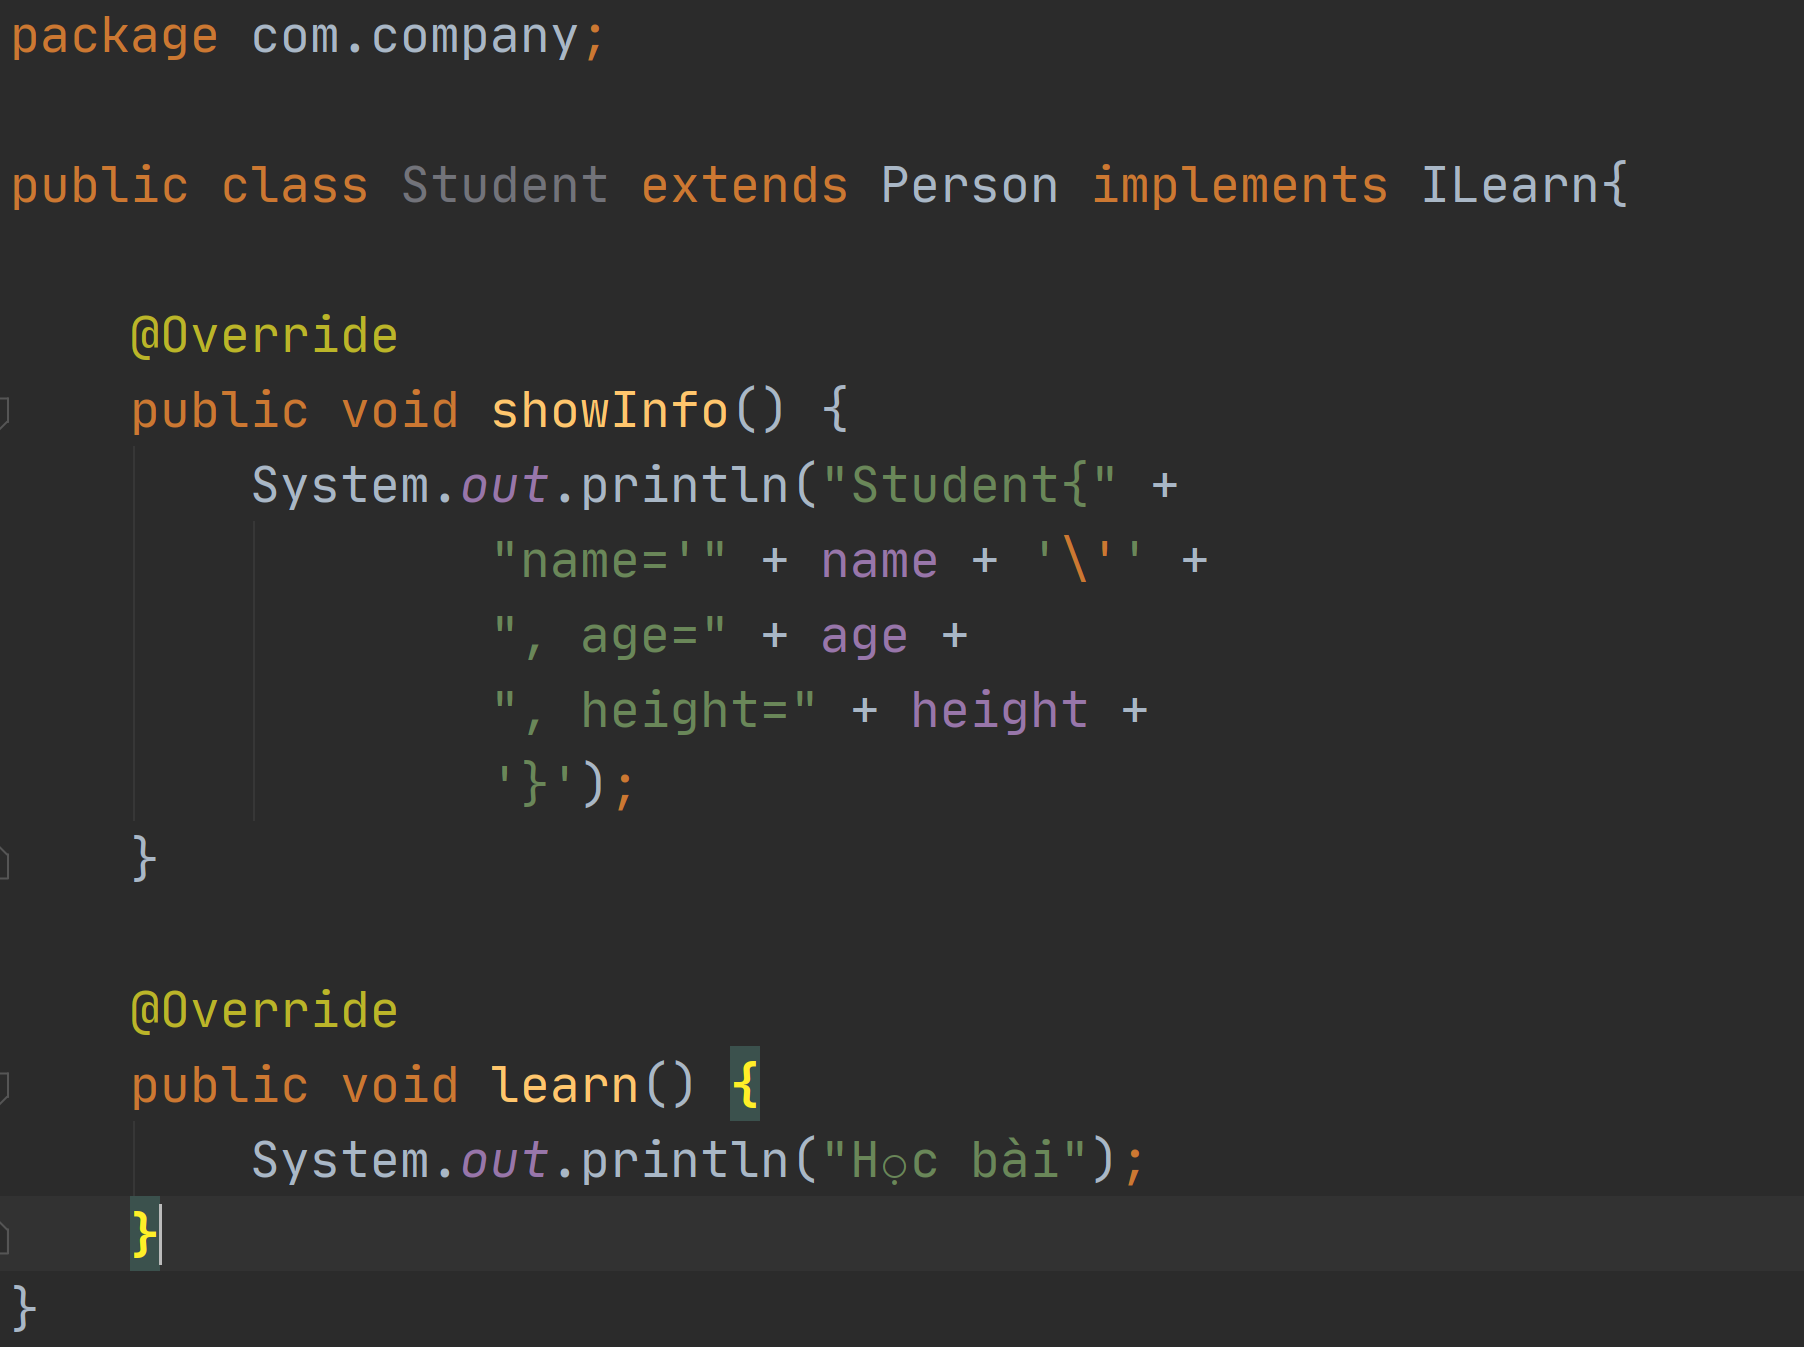 package com.company;
public class Student extends Person implements ILearn{
@Override
public void showInfo() {
System.out.println("Student{" +
"name='" + name + '\'' +
", age=" + age +
", height=" + height +
'}');
}
@Override
public void learn() {
System.out.println("Học bài");
}
}